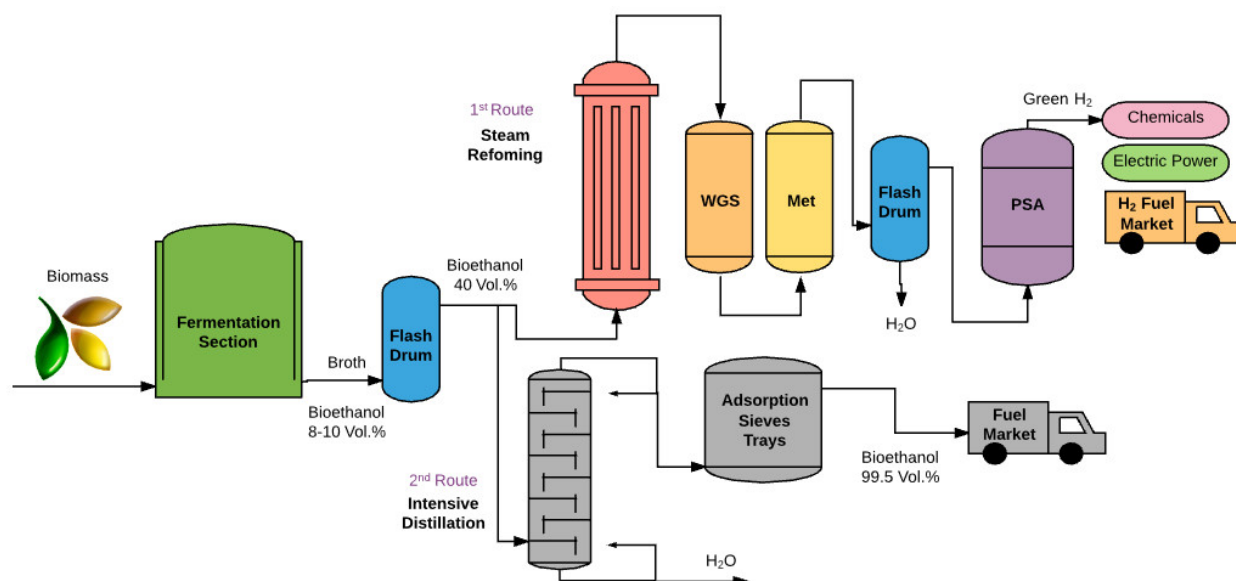 Biomass
Fermentation
Section
Broth
Bioethanol
8-10 Vol.%
Flash
Drum
Bioethanol
40 Vol.%
1st Route
Steam
Refoming
WGS
Met
Flash
Drum
H₂O
PSA
Green H₂
Chemicals
Electric Power
H₂ Fuel
Market
2nd Route
Intensive
Distillation
H₂O
Adsorption
Sieves
Trays
Bioethanol
99.5 Vol.%
Fuel
Market